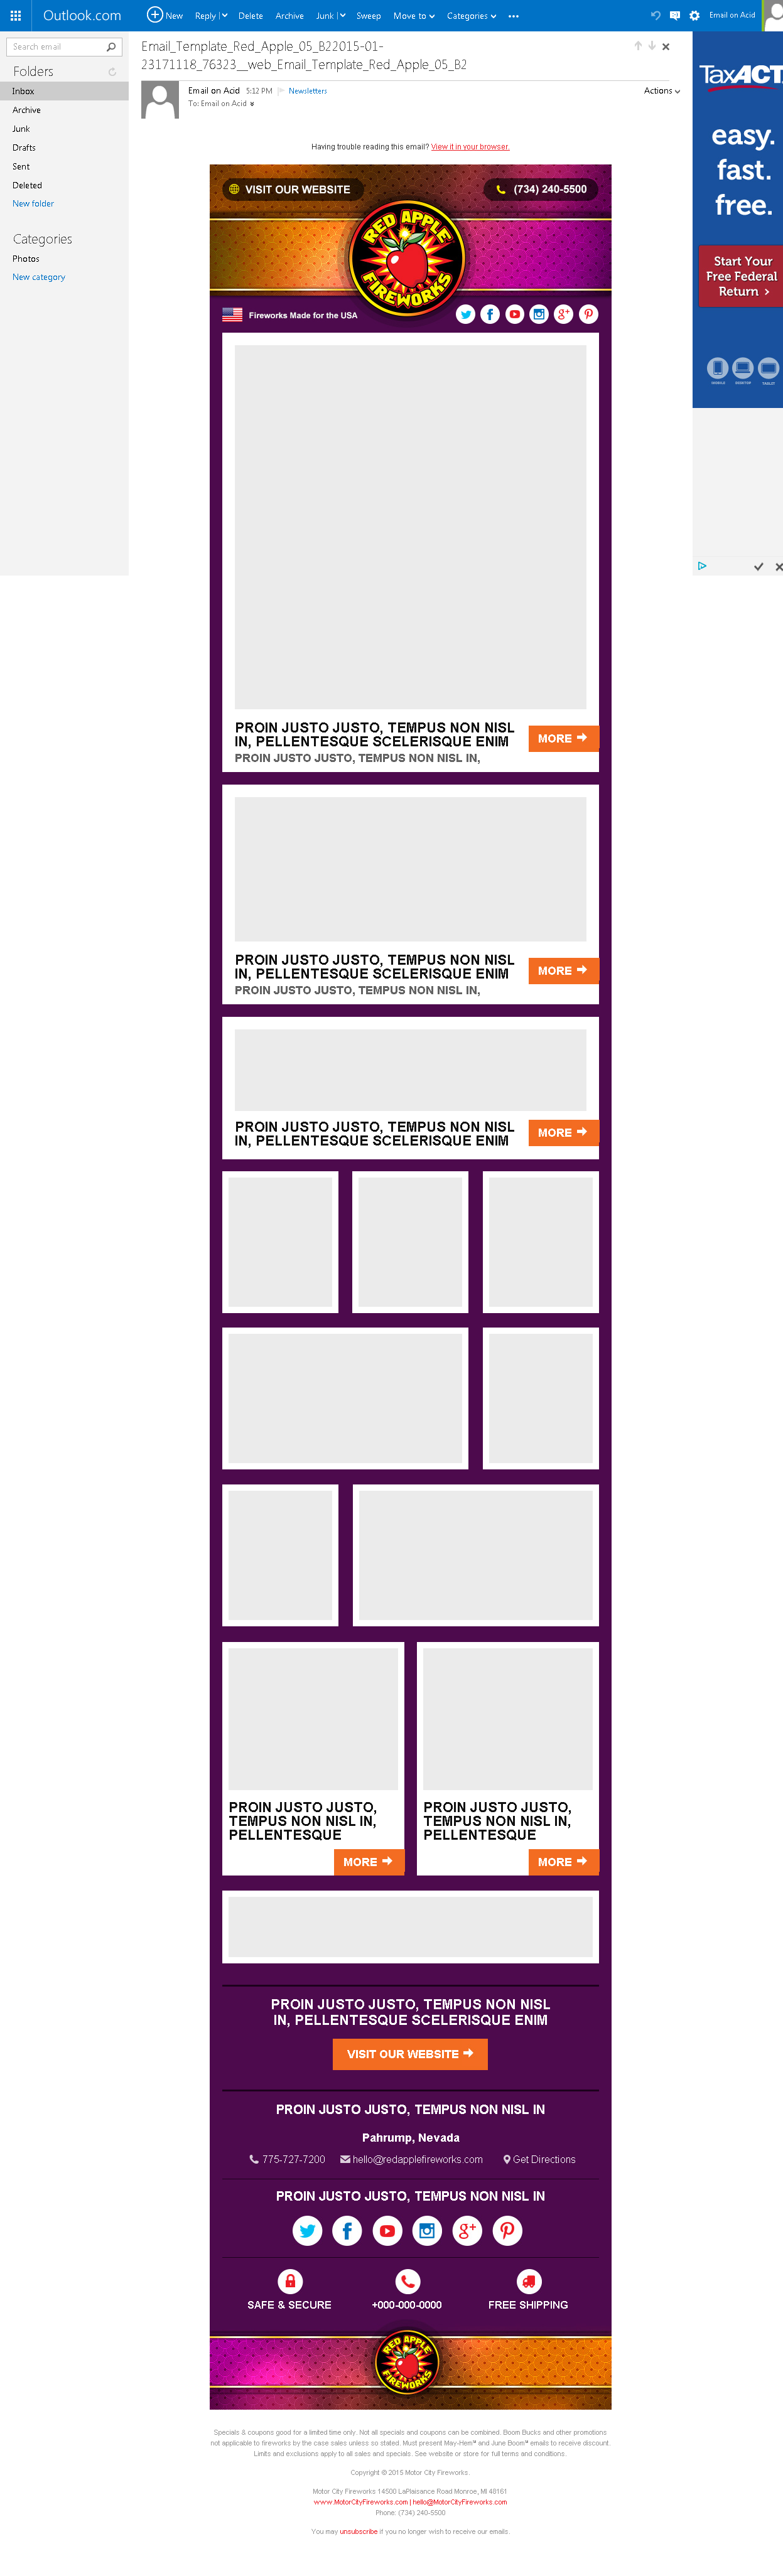 Outlook.com
New Reply Delete Archive Junk Sweep Move to Categories
Email on Acid
Search email
Folders
Inbox
Archive
Junk
Drafts
Sent
Deleted
New folder
Categories
Photos
New category
Email_Template_Red_Apple_05_B22015-01-
23171118_76323__web_Email_Template_Red_Apple_05_B2
Email on Acid 5:12 PM Newsletters
To: Email on Acid
Actions
TaxACT
easy.
fast.
free.
Start Your
Free Federal
Return >
MOBILE DESKTOP TABLET
Having trouble reading this email? View it in your browser.
VISIT OUR WEBSITE
(734) 240-5500
RED APPLE
FIREWORKS
Fireworks Made for the USA
PROIN JUSTO JUSTO, TEMPUS NON NISL
IN, PELLENTESQUE SCELERISQUE ENIM
PROIN JUSTO JUSTO, TEMPUS NON NISL IN,
MORE
PROIN JUSTO JUSTO, TEMPUS NON NISL
IN, PELLENTESQUE SCELERISQUE ENIM
PROIN JUSTO JUSTO, TEMPUS NON NISL IN,
MORE
PROIN JUSTO JUSTO, TEMPUS NON NISL
IN, PELLENTESQUE SCELERISQUE ENIM
MORE
PROIN JUSTO JUSTO,
TEMPUS NON NISL IN,
PELLENTESQUE
MORE
PROIN JUSTO JUSTO,
TEMPUS NON NISL IN,
PELLENTESQUE
MORE
PROIN JUSTO JUSTO, TEMPUS NON NISL
IN, PELLENTESQUE SCELERISQUE ENIM
VISIT OUR WEBSITE
PROIN JUSTO JUSTO, TEMPUS NON NISL IN
Pahrump, Nevada
775-727-7200 hello@redapplefireworks.com Get Directions
PROIN JUSTO JUSTO, TEMPUS NON NISL IN
SAFE & SECURE +000-000-0000 FREE SHIPPING
RED APPLE
FIREWORKS
Specials & coupons good for a limited time only. Not all specials and coupons can be combined. Boom Bucks and other promotions
not applicable to fireworks by the case sales unless so stated. Must present May-Hem℠ and June Boom℠ emails to receive discount.
Limits and exclusions apply to all sales and specials. See website or store for full terms and conditions.
Copyright © 2015 Motor City Fireworks.
Motor City Fireworks 14500 LaPlaisance Road Monroe, MI 48161
www.MotorCityFireworks.com | hello@MotorCityFireworks.com
Phone: (734) 240-5500
You may unsubscribe if you no longer wish to receive our emails.